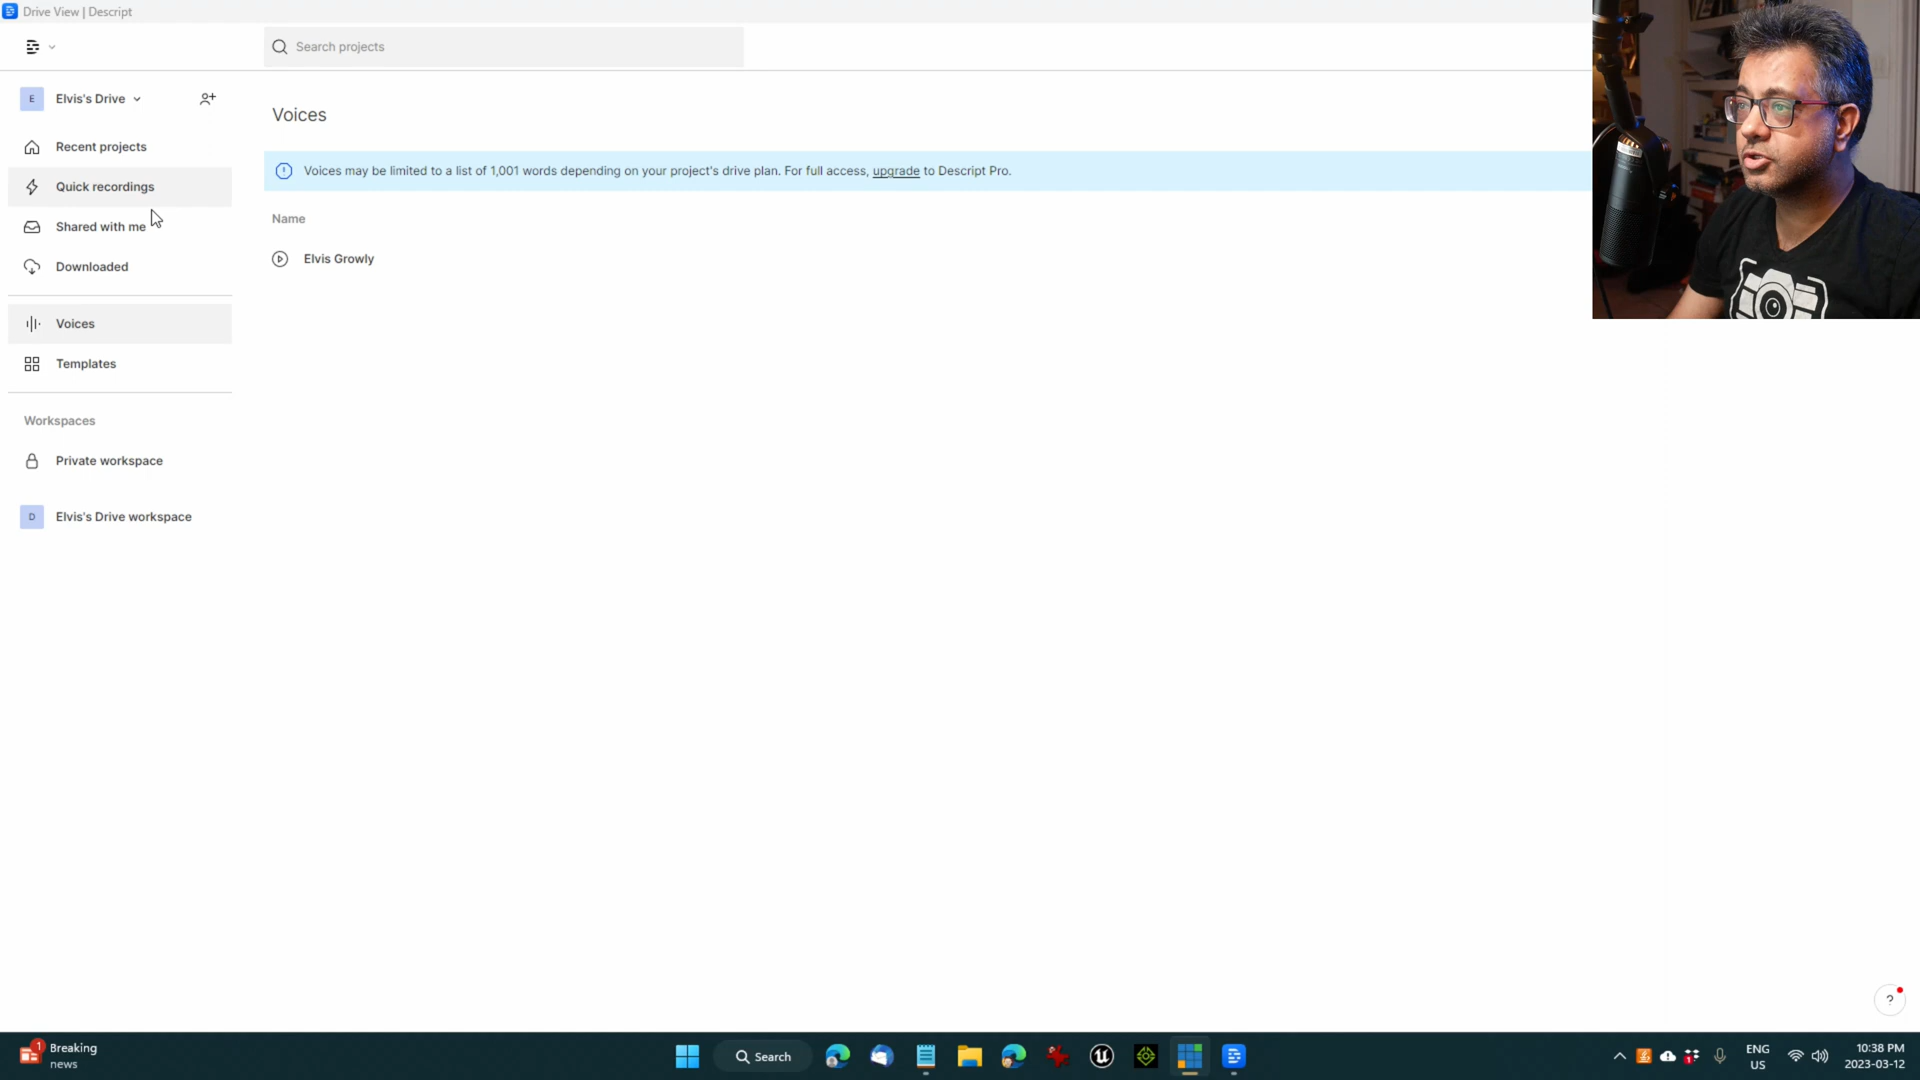 Drive View | Descript
Search projects
E Elvis's Drive
Recent projects
Quick recordings
Shared with me
Downloaded
Voices
Templates
Workspaces
Private workspace
D Elvis's Drive workspace
Voices
Voices may be limited to a list of 1,001 words depending on your project's drive plan. For full access, upgrade to Descript Pro.
Name
Elvis Growly
?
1 Breaking
news
Search
1
ENG
US
10:38 PM
2023-03-12